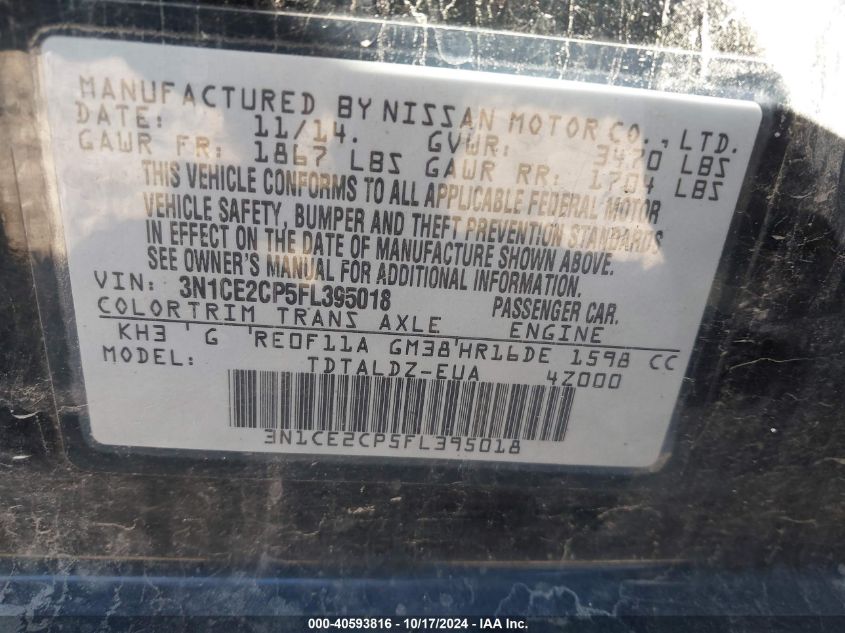 MANUFACTURED BY NISSAN MOTOR CO., LTD.
DATE: 11/14. GVWR: 3470 LBS
GAWR FR: 1867 LBS GAWR RR: 1704 LBS
THIS VEHICLE CONFORMS TO ALL APPLICABLE FEDERAL MOTOR
VEHICLE SAFETY, BUMPER AND THEFT PREVENTION STANDARDS
IN EFFECT ON THE DATE OF MANUFACTURE SHOWN ABOVE.
SEE OWNER'S MANUAL FOR ADDITIONAL INFORMATION.
VIN: 3N1CE2CP5FL395018 PASSENGER CAR.
COLOR TRIM TRANS AXLE ENGINE
KH3 G RE0F11A GM38 HR16DE 1598 CC
MODEL: TDTALDZ-EUA 4Z000
3N1CE2CP5FL395018
000-40593816 - 10/17/2024 - IAA Inc.